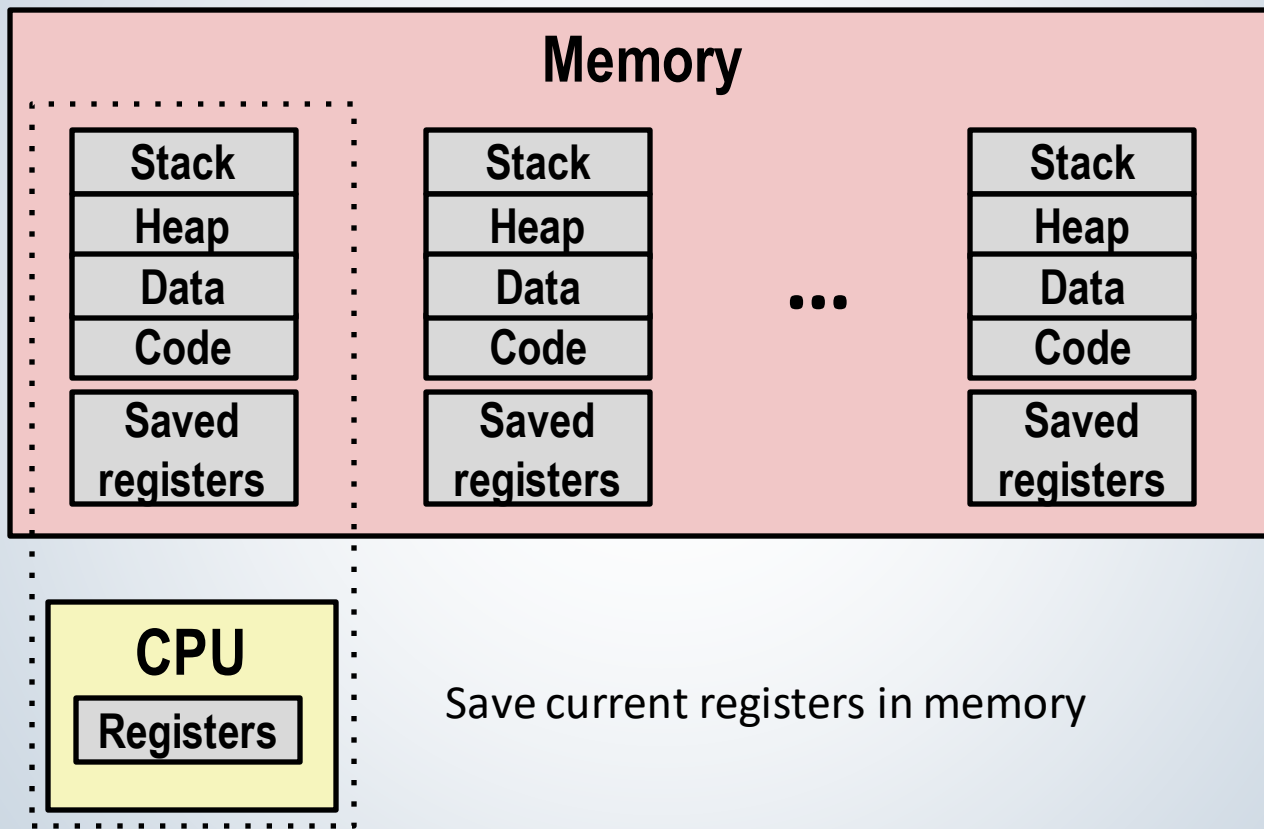 Memory
Stack
Heap
Data
Code
Saved
registers
Stack
Heap
Data
Code
Saved
registers
...
Stack
Heap
Data
Code
Saved
registers
CPU
Registers
Save current registers in memory